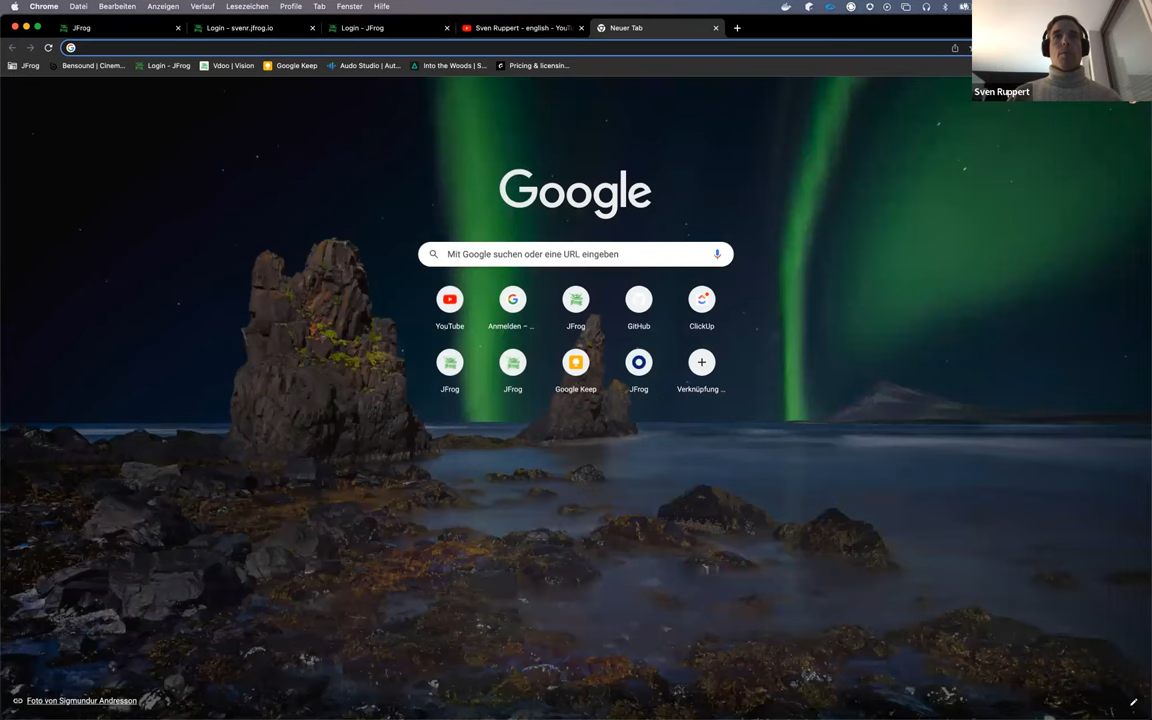 Chrome Datei Bearbeiten Anzeigen Verlauf Lesezeichen Profile Tab Fenster Hilfe
JFrog Login - svenr.jfrog.io Login - JFrog Sven Ruppert - english - YouT Neuer Tab
JFrog Bensound | Cinem... Login - JFrog Vdoo | Vision Google Keep Audo Studio | Aut... Into the Woods | S... Pricing & licensin...
Sven Ruppert
Google
Mit Google suchen oder eine URL eingeben
YouTube Anmelden – ... JFrog GitHub ClickUp
JFrog JFrog Google Keep JFrog Verknüpfung ...
Foto von Sigmundur Andresson